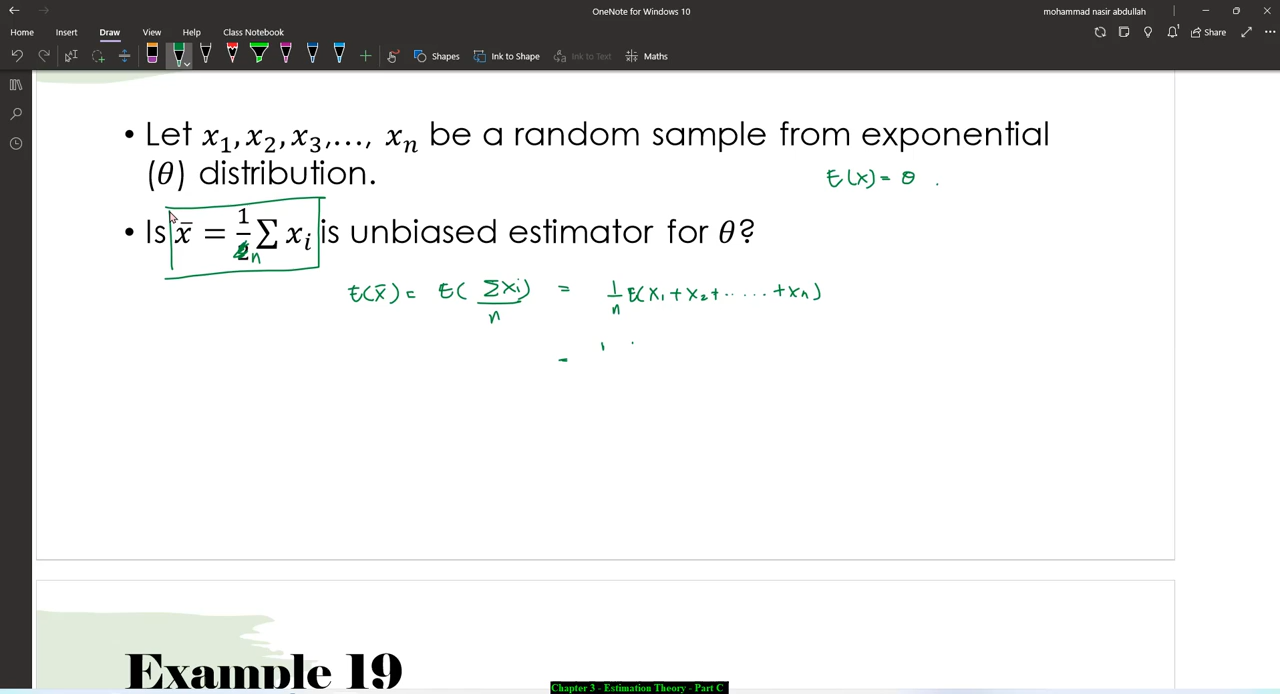 OneNote for Windows 10
mohammad nasir abdullah
Home Insert Draw View Help Class Notebook
Share
Shapes Ink to Shape Ink to Text Maths
• Let x₁, x₂, x₃,..., xₙ be a random sample from exponential
(θ) distribution.
E(x) = θ .
• Is x̄ = 1/n ∑ xᵢ is unbiased estimator for θ?
E(x̄) = E( ∑xi / n ) = 1/n E(x₁ + x₂ + ...... + xₙ)
=
Example 19
Chapter 3 - Estimation Theory - Part C